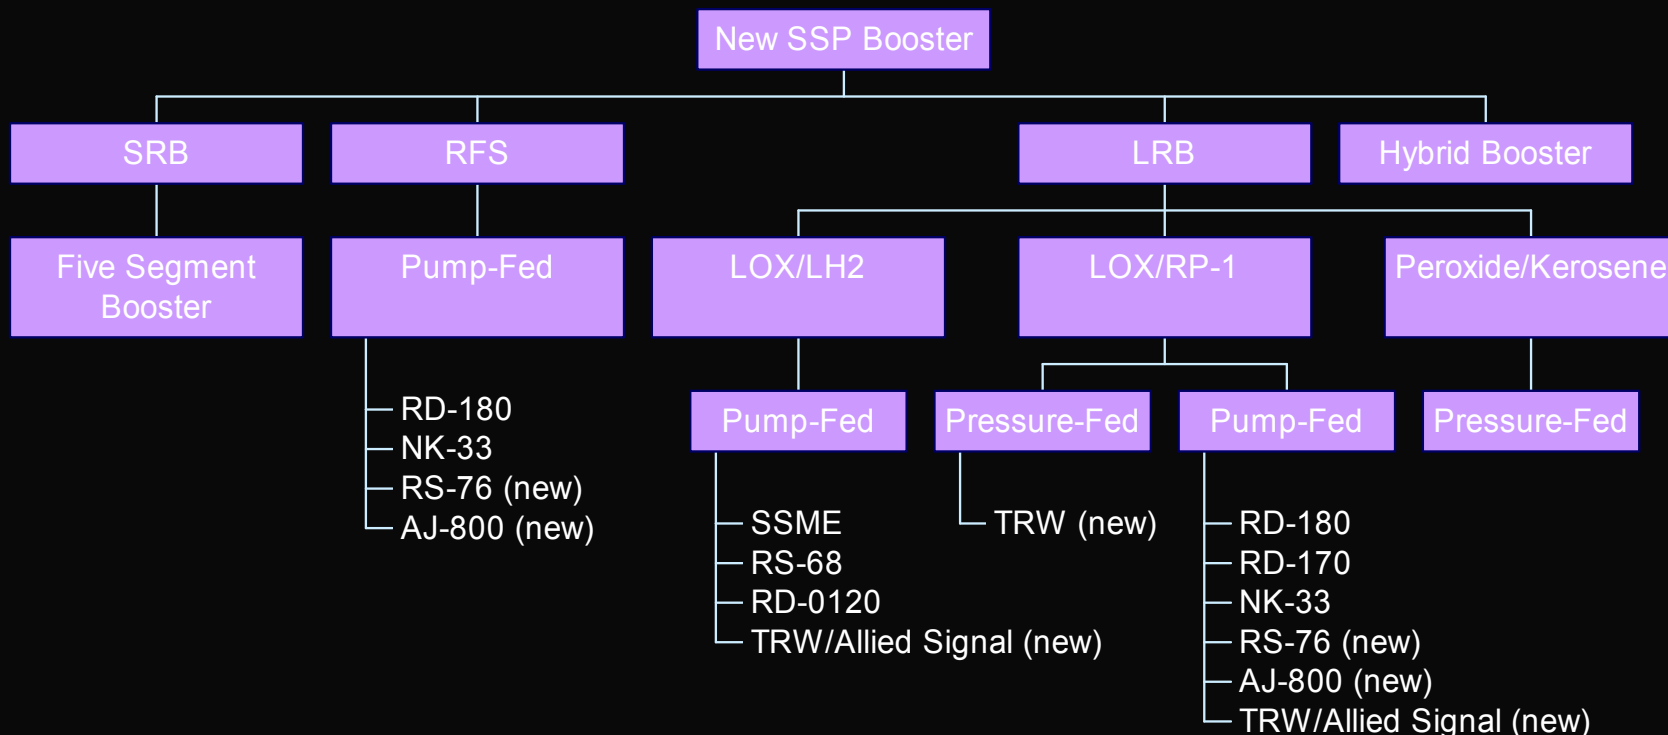 New SSP Booster
SRB
RFS
LRB
Hybrid Booster
Five Segment
Booster
Pump-Fed
LOX/LH2
LOX/RP-1
Peroxide/Kerosene
RD-180
NK-33
RS-76 (new)
AJ-800 (new)
Pump-Fed
Pressure-Fed
Pump-Fed
Pressure-Fed
SSME
RS-68
RD-0120
TRW/Allied Signal (new)
TRW (new)
RD-180
RD-170
NK-33
RS-76 (new)
AJ-800 (new)
TRW/Allied Signal (new)